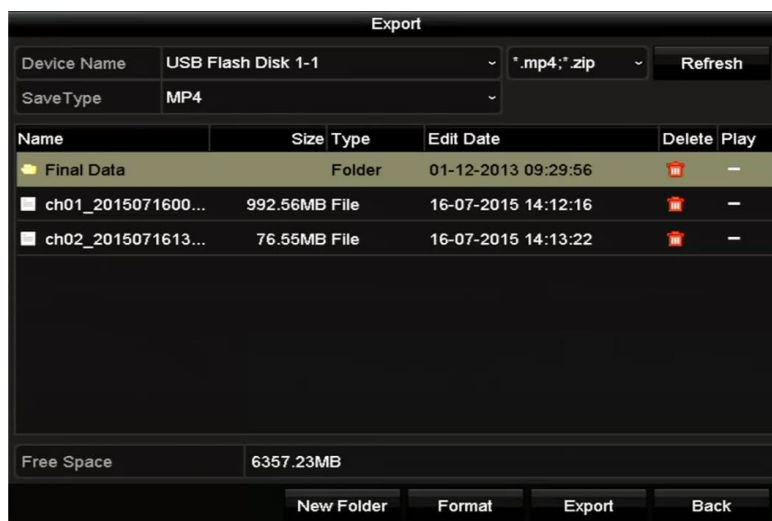 Export
Device Name USB Flash Disk 1-1 *.mp4;*.zip Refresh
SaveType MP4
Name Size Type Edit Date Delete Play
Final Data Folder 01-12-2013 09:29:56
ch01_2015071600... 992.56MB File 16-07-2015 14:12:16
ch02_2015071613... 76.55MB File 16-07-2015 14:13:22
Free Space 6357.23MB
New Folder Format Export Back